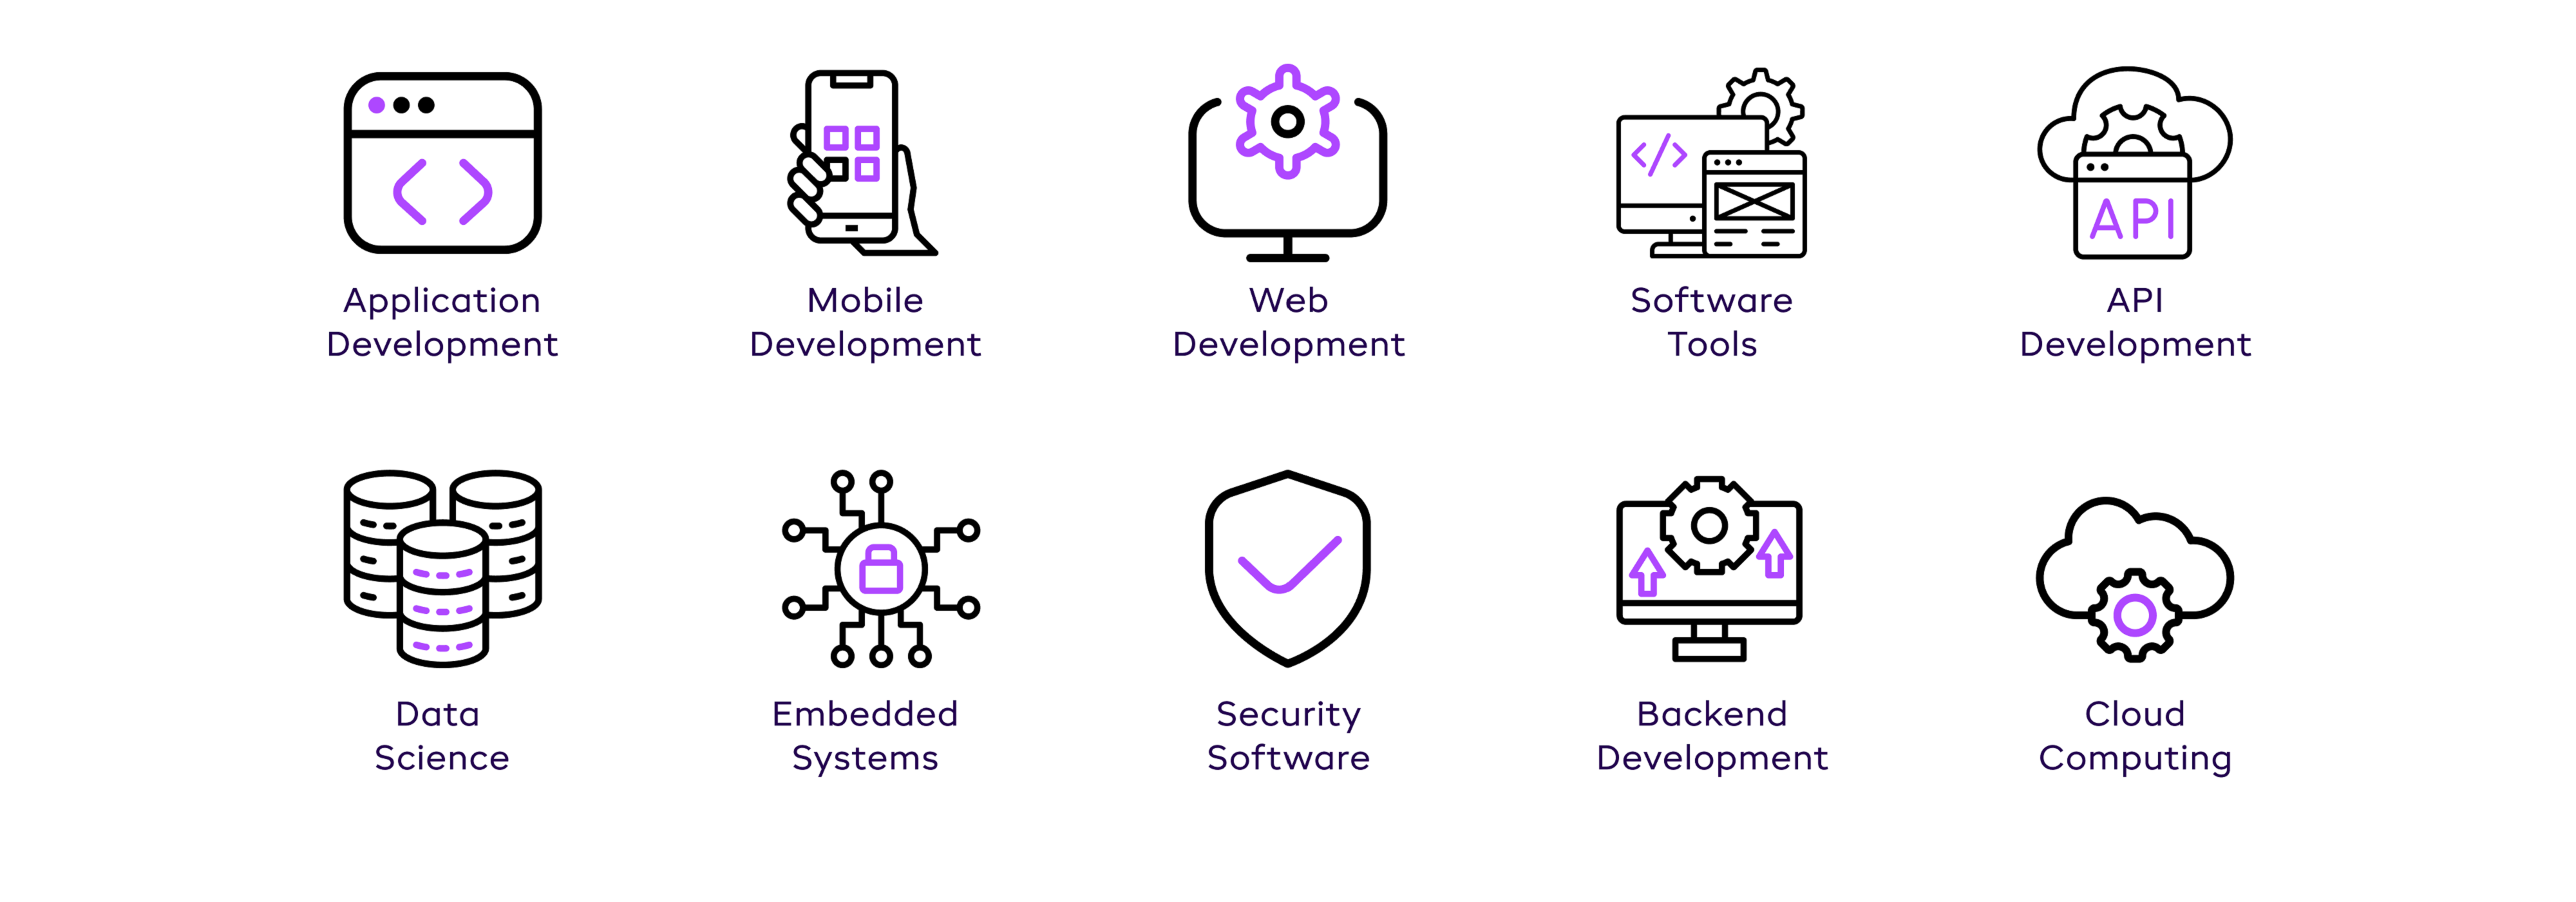 </>
API
Application
Development
Mobile
Development
Web
Development
Software
Tools
API
Development
Data
Science
Embedded
Systems
Security
Software
Backend
Development
Cloud
Computing